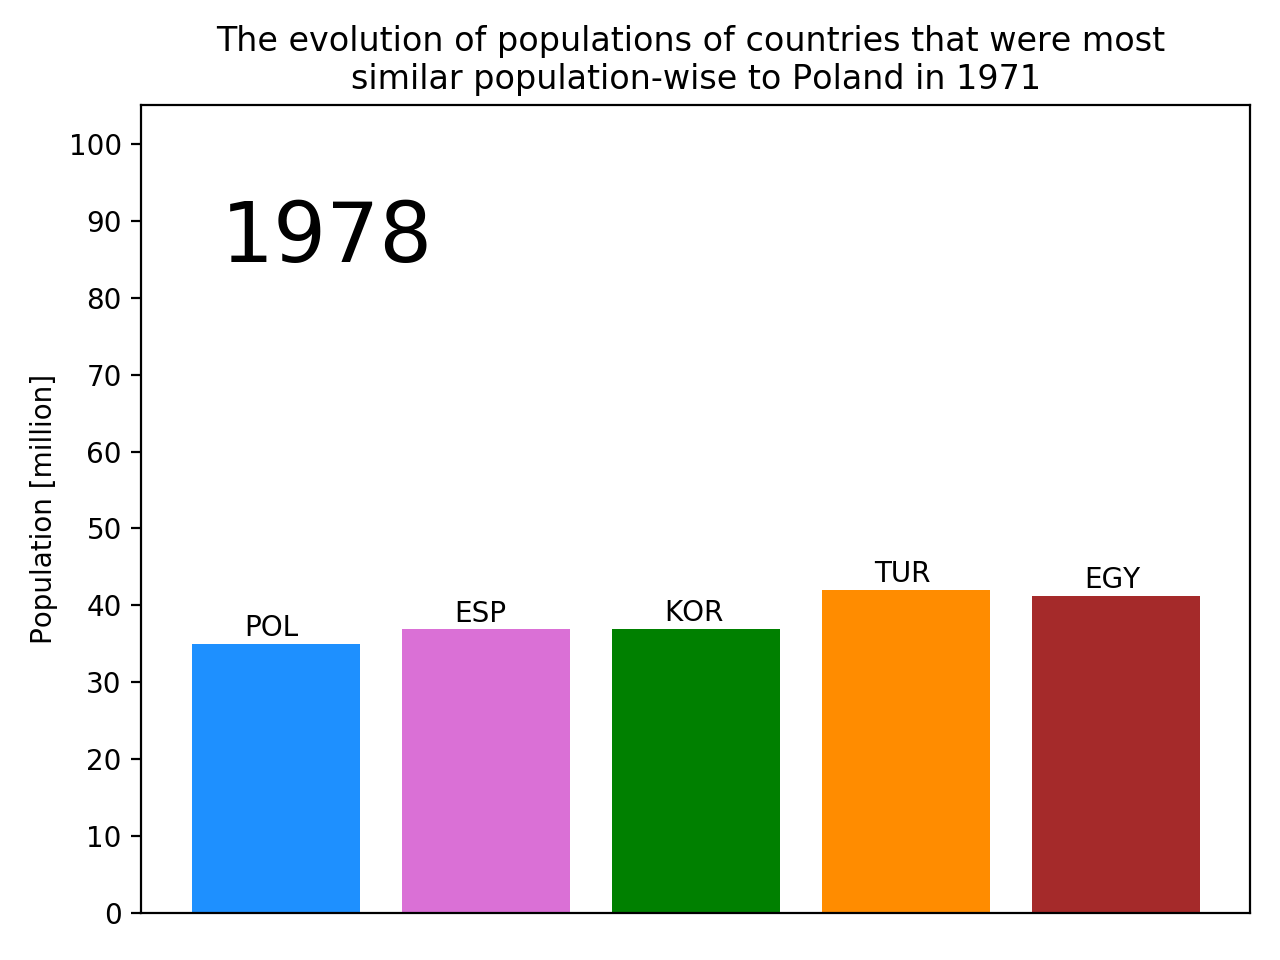 The evolution of populations of countries that were most
similar population-wise to Poland in 1971
100
90
80
70
60
50
40
30
20
10
0
Population [million]
1978
POL
ESP
KOR
TUR
EGY